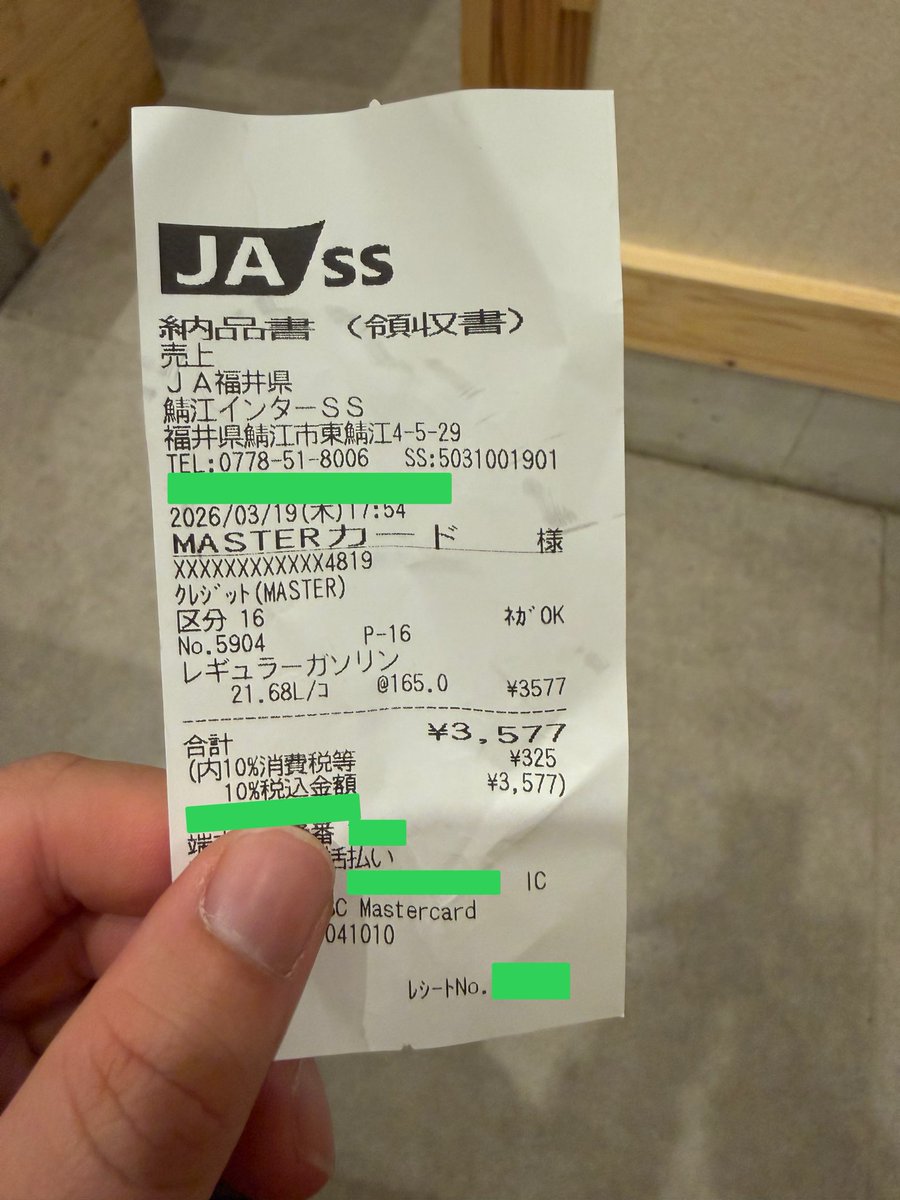 JA SS
納品書 (領収書)
売上
JA福井県
鯖江インターSS
福井県鯖江市東鯖江4-5-29
TEL:0778-51-8006 SS:5031001901
2026/03/19(木)17:54
MASTERカード 様
XXXXXXXXXXXX4819
クレジット(MASTER)
区分 16 ネガOK
No.5904 P-16
レギュラーガソリン
21.68L/コ @165.0 ¥3577
合計 ¥3,577
(内10%消費税等 ¥325
10%税込金額 ¥3,577)
番
括払い
IC
C Mastercard
041010
レシートNo.